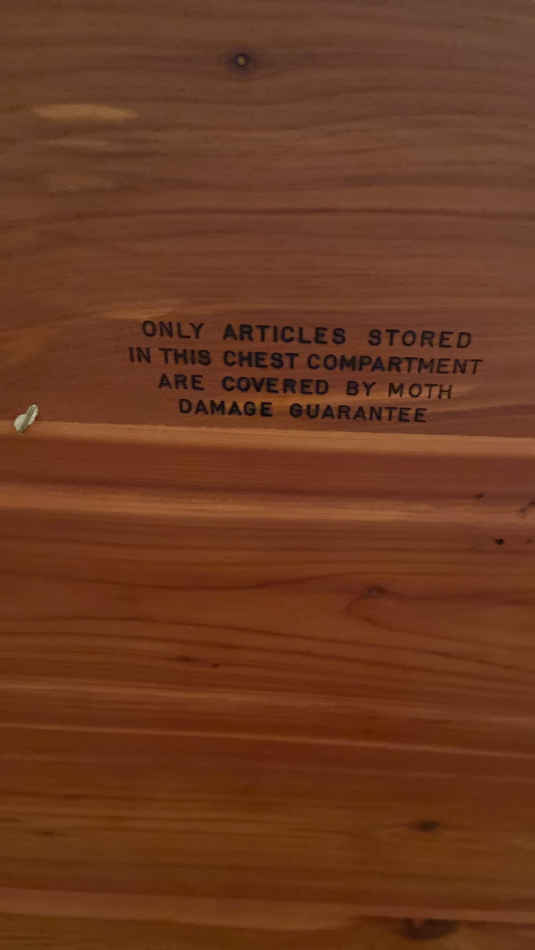 ONLY ARTICLES STORED
IN THIS CHEST COMPARTMENT
ARE COVERED BY MOTH
DAMAGE GUARANTEE